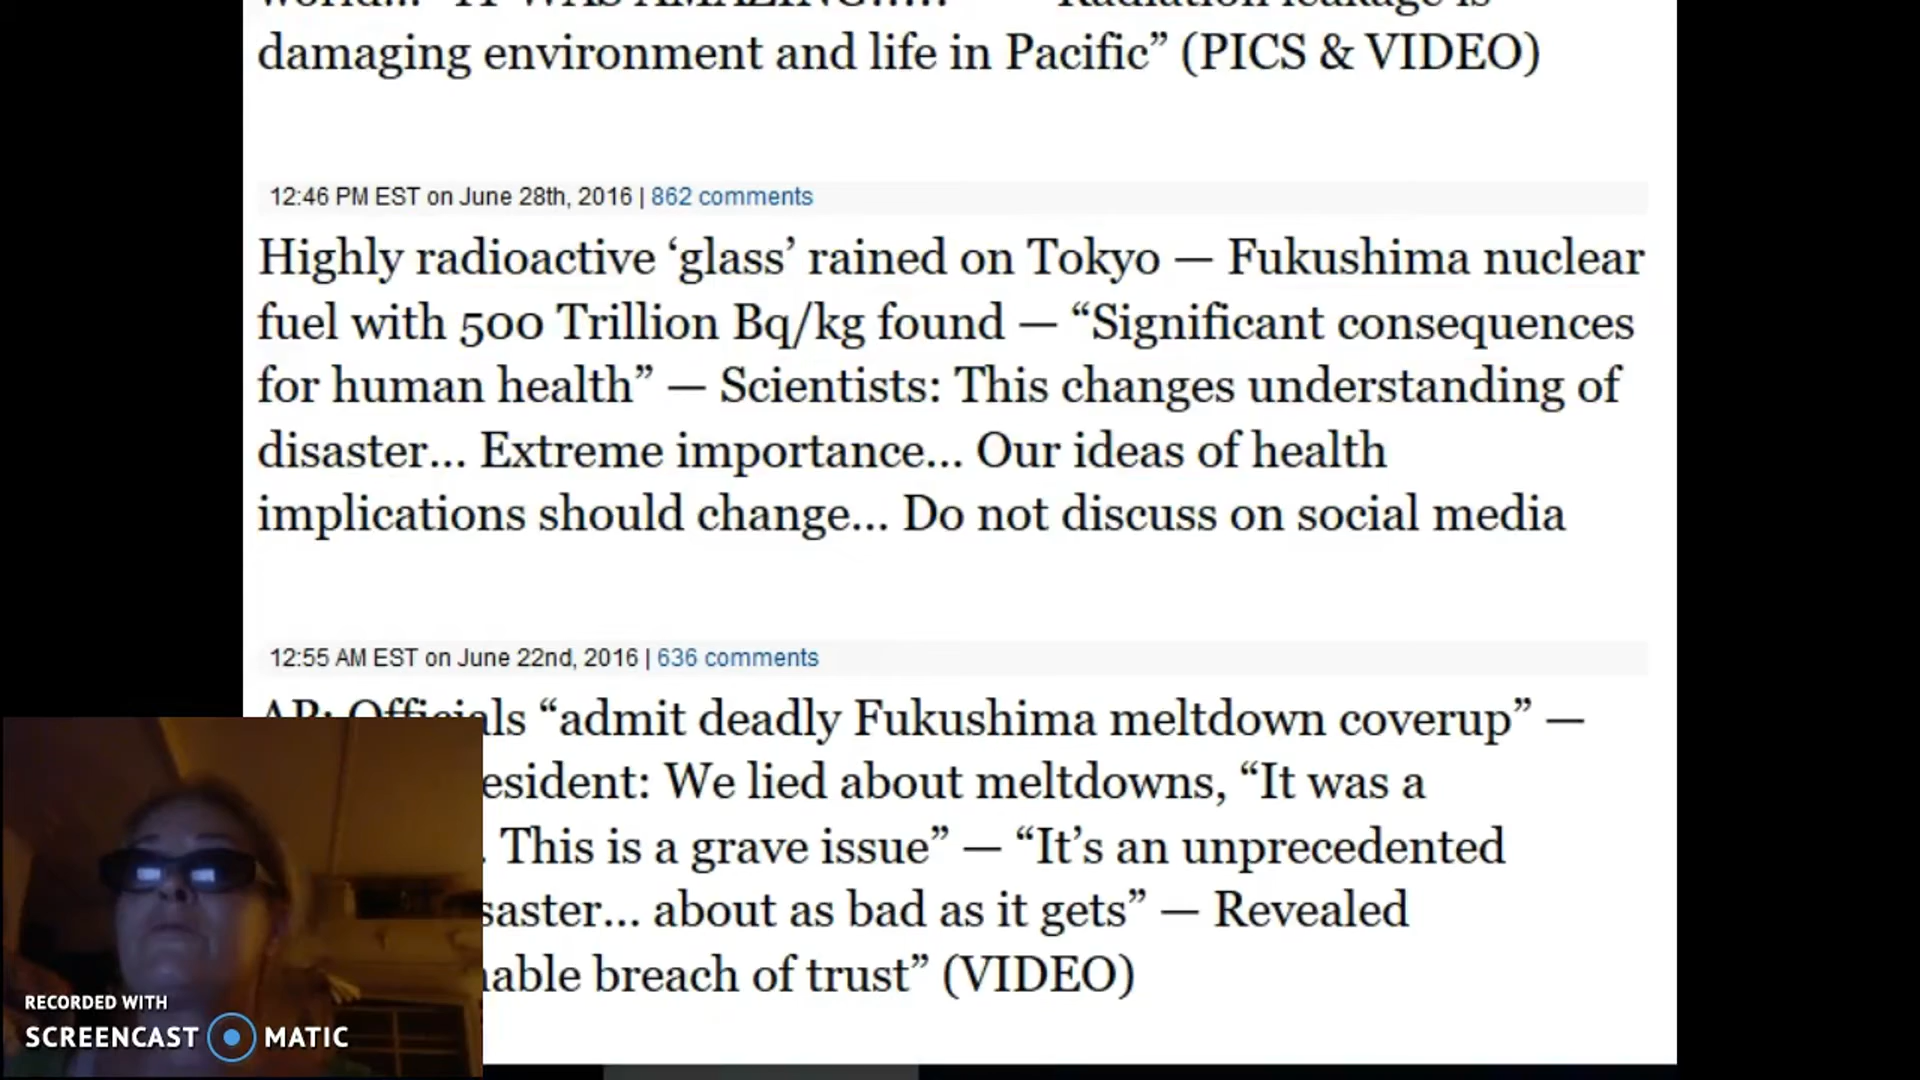 damaging environment and life in Pacific” (PICS & VIDEO)
12:46 PM EST on June 28th, 2016 | 862 comments
Highly radioactive ‘glass’ rained on Tokyo — Fukushima nuclear
fuel with 500 Trillion Bq/kg found — “Significant consequences
for human health” — Scientists: This changes understanding of
disaster… Extreme importance… Our ideas of health
implications should change… Do not discuss on social media
12:55 AM EST on June 22nd, 2016 | 636 comments
AP: Officials “admit deadly Fukushima meltdown coverup” —
esident: We lied about meltdowns, “It was a
. This is a grave issue” — “It’s an unprecedented
saster… about as bad as it gets” — Revealed
nable breach of trust” (VIDEO)
RECORDED WITH
SCREENCAST MATIC